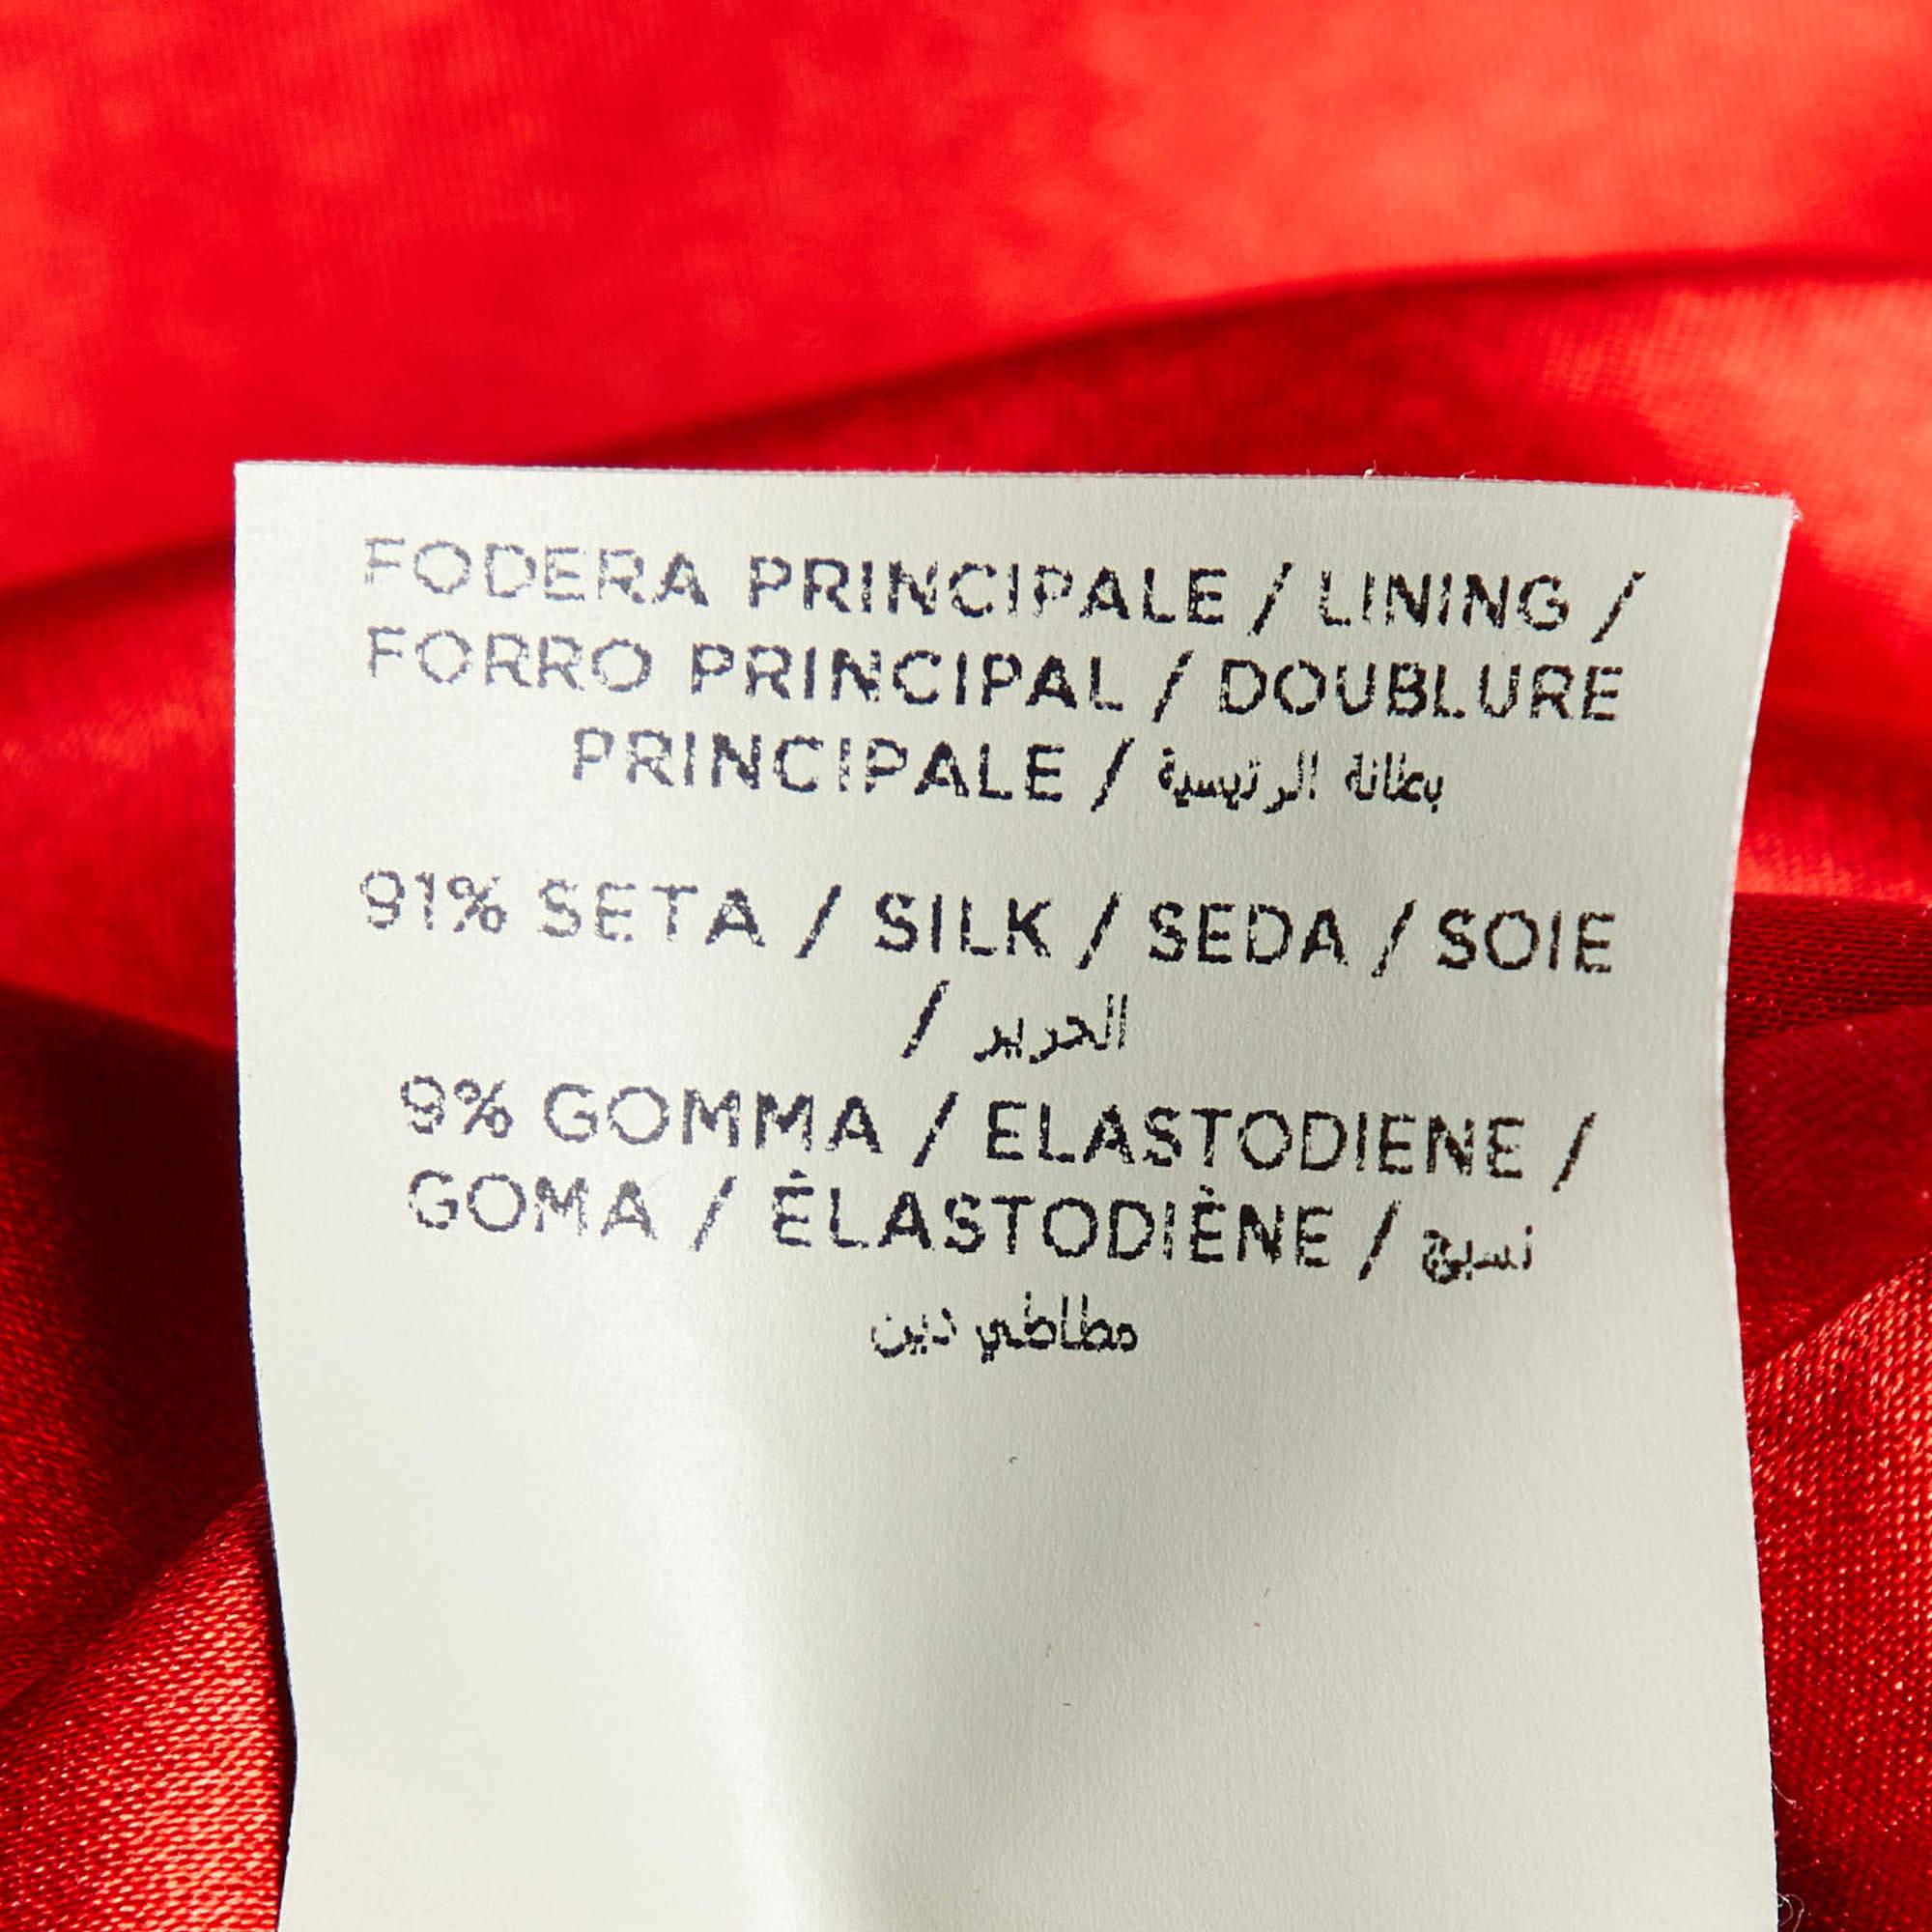 FODERA PRINCIPALE / LINING /
FORRO PRINCIPAL / DOUBLURE
PRINCIPALE / بطانة الرئيسية
91% SETA / SILK / SEDA / SOIE
/ الحرير
9% GOMMA / ELASTODIENE /
GOMA / ÉLASTODIÈNE / نسيج
مطاطي دين